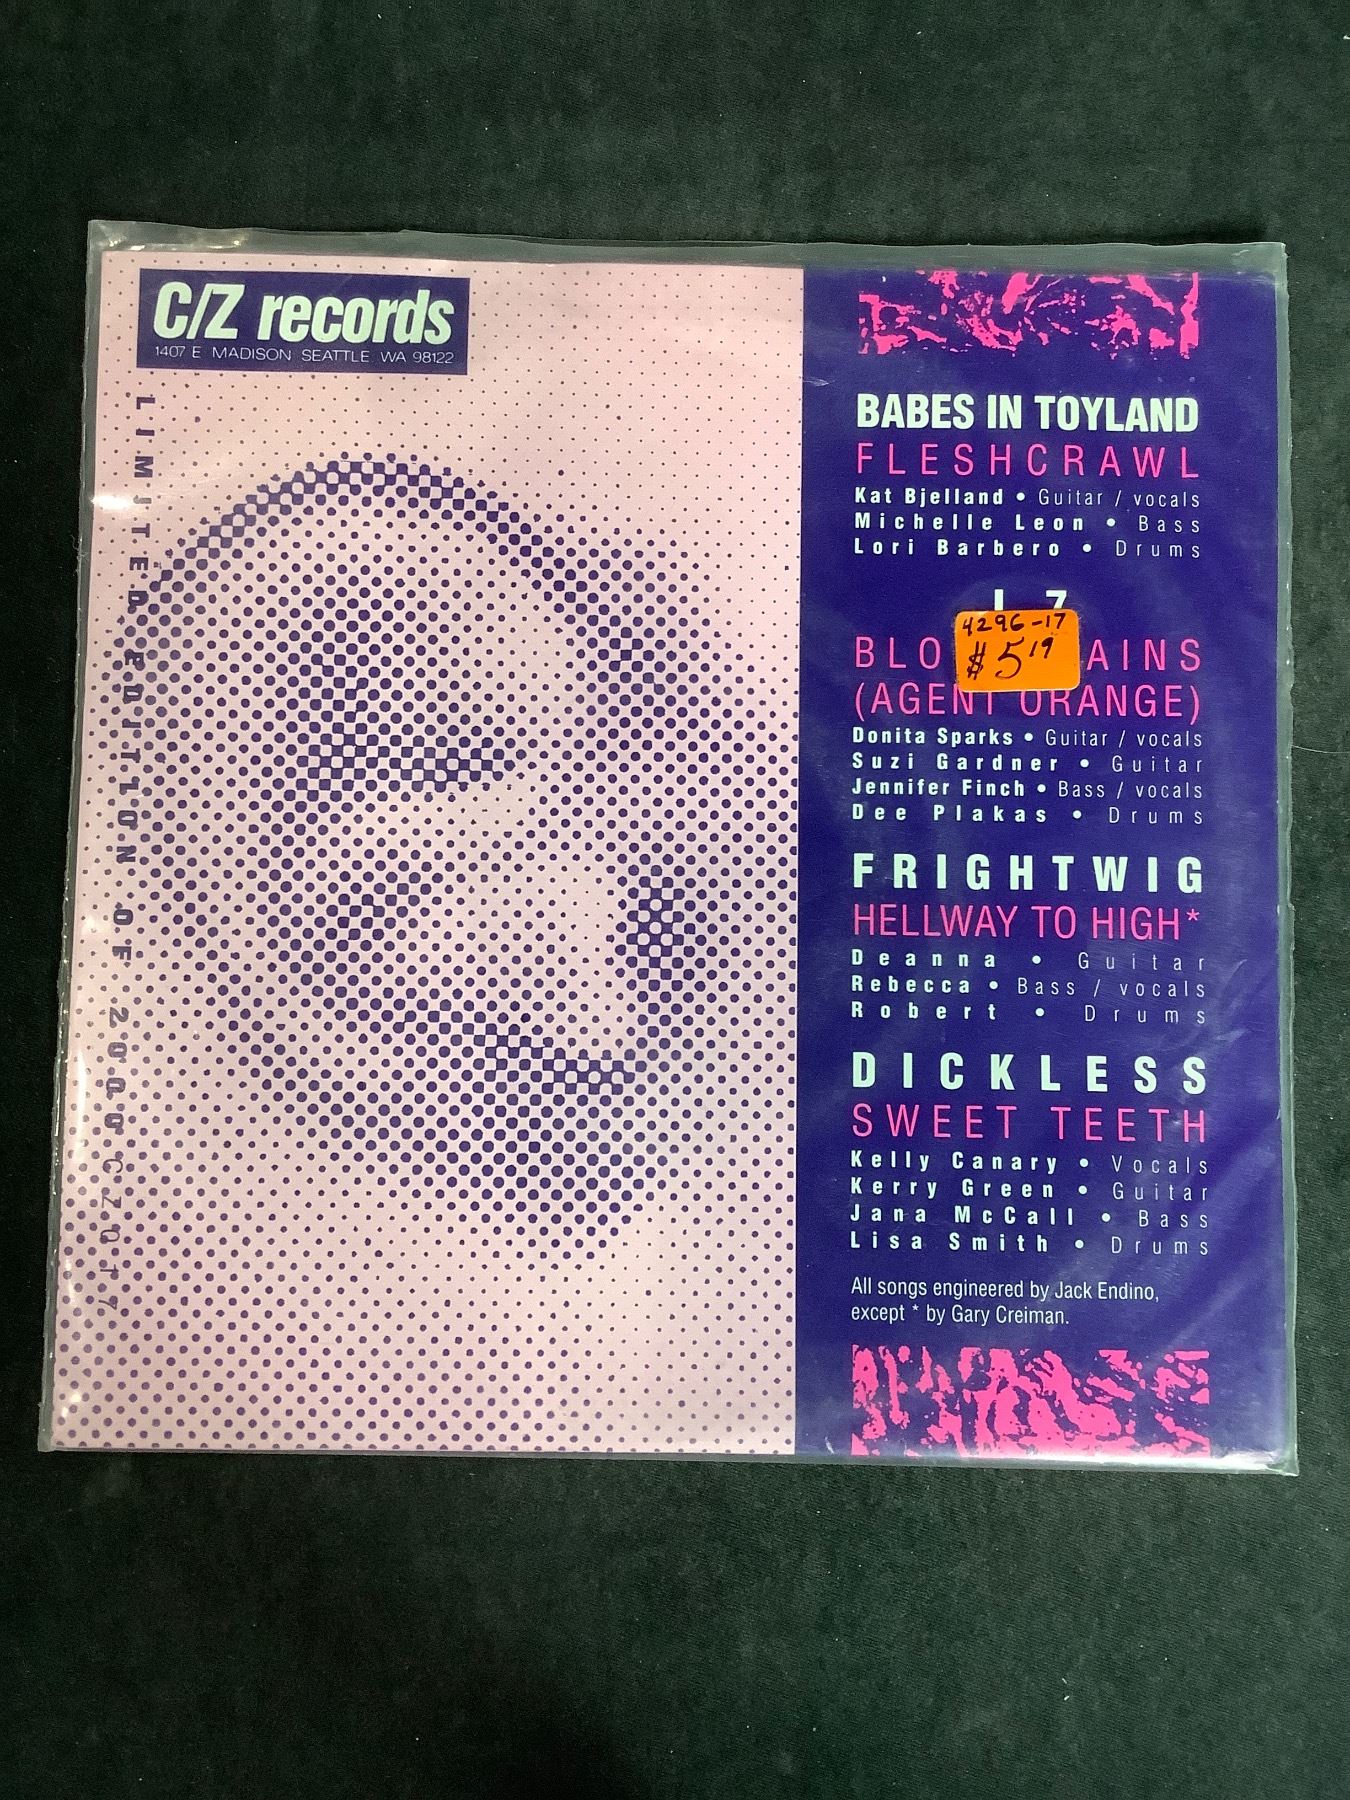 C/Z records
1407 E MADISON SEATTLE WA 98122
LIMITED EDITION OF 2000 CZ017
BABES IN TOYLAND
FLESHCRAWL
Kat Bjelland • Guitar / vocals
Michelle Leon • Bass
Lori Barbero • Drums
4296-17
$5.19
(AGENT ORANGE)
Donita Sparks • Guitar / vocals
Suzi Gardner • Guitar
Jennifer Finch • Bass / vocals
Dee Plakas • Drums
FRIGHTWIG
HELLWAY TO HIGH*
Deanna • Guitar
Rebecca • Bass / vocals
Robert • Drums
DICKLESS
SWEET TEETH
Kelly Canary • Vocals
Kerry Green • Guitar
Jana McCall • Bass
Lisa Smith • Drums
All songs engineered by Jack Endino,
except * by Gary Creiman.